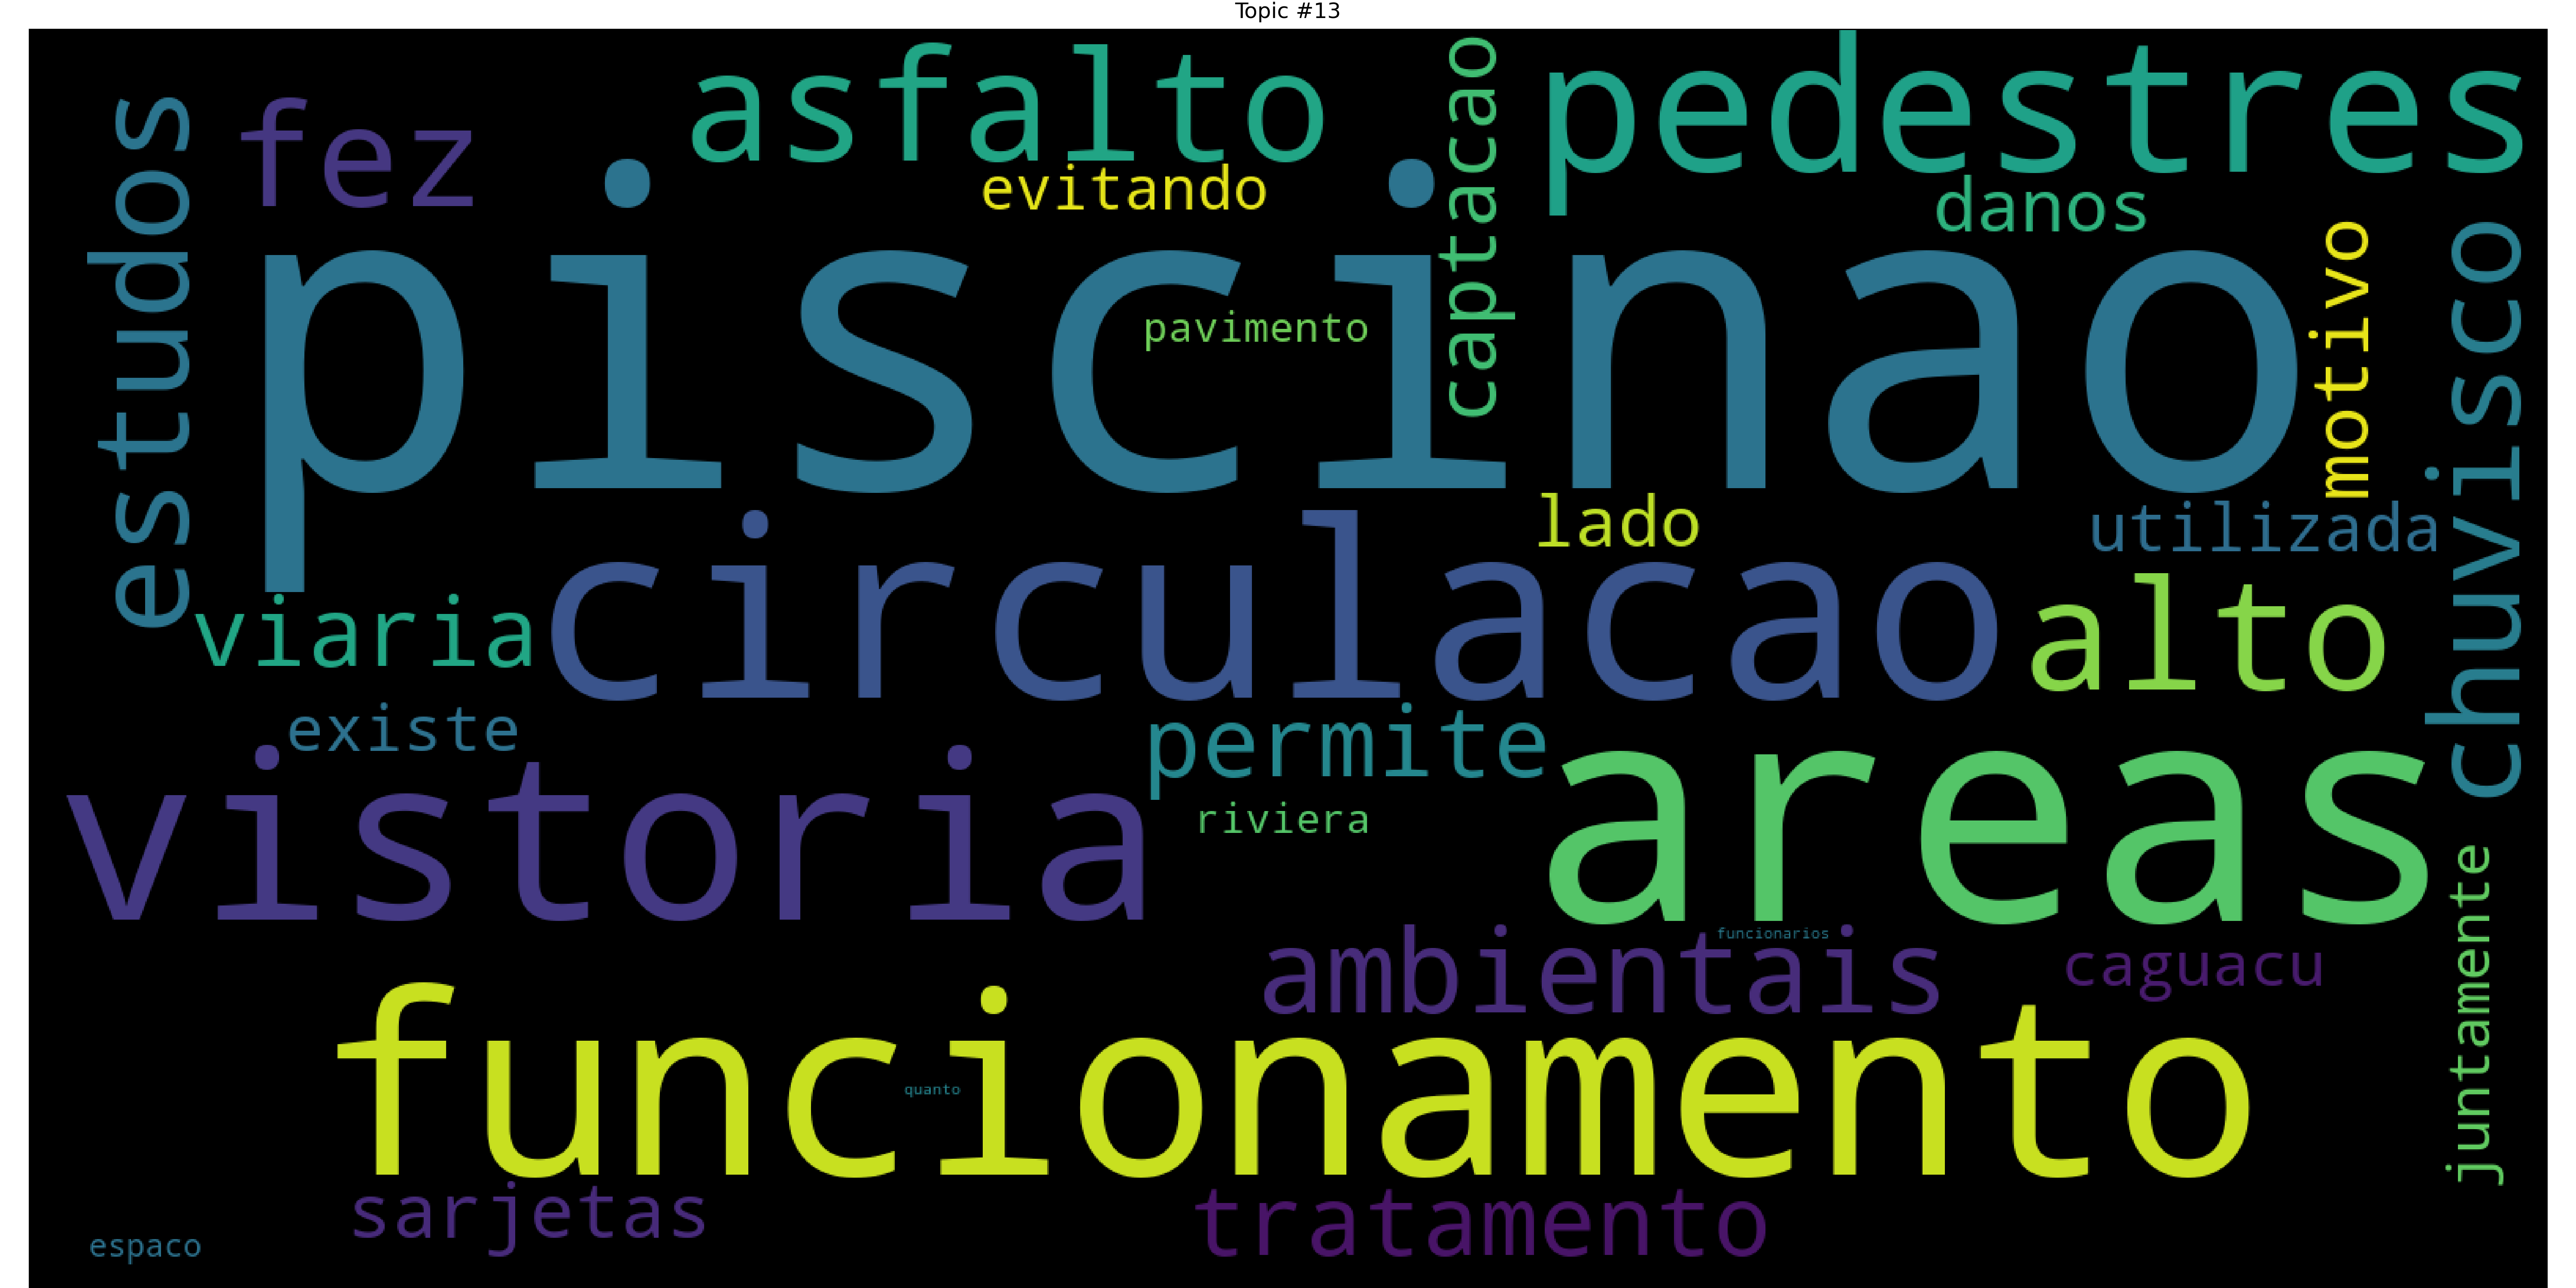 Topic #13
estudos
fez
asfalto
evitando
captacao
pedestres
danos
piscinao
pavimento
motivo
chuvisco
lado
utilizada
viaria
circulacao
alto
existe
permite
vistoria
riviera
areas
juntamente
funcionarios
ambientais
caguacu
funcionamento
quanto
sarjetas
tratamento
espaco